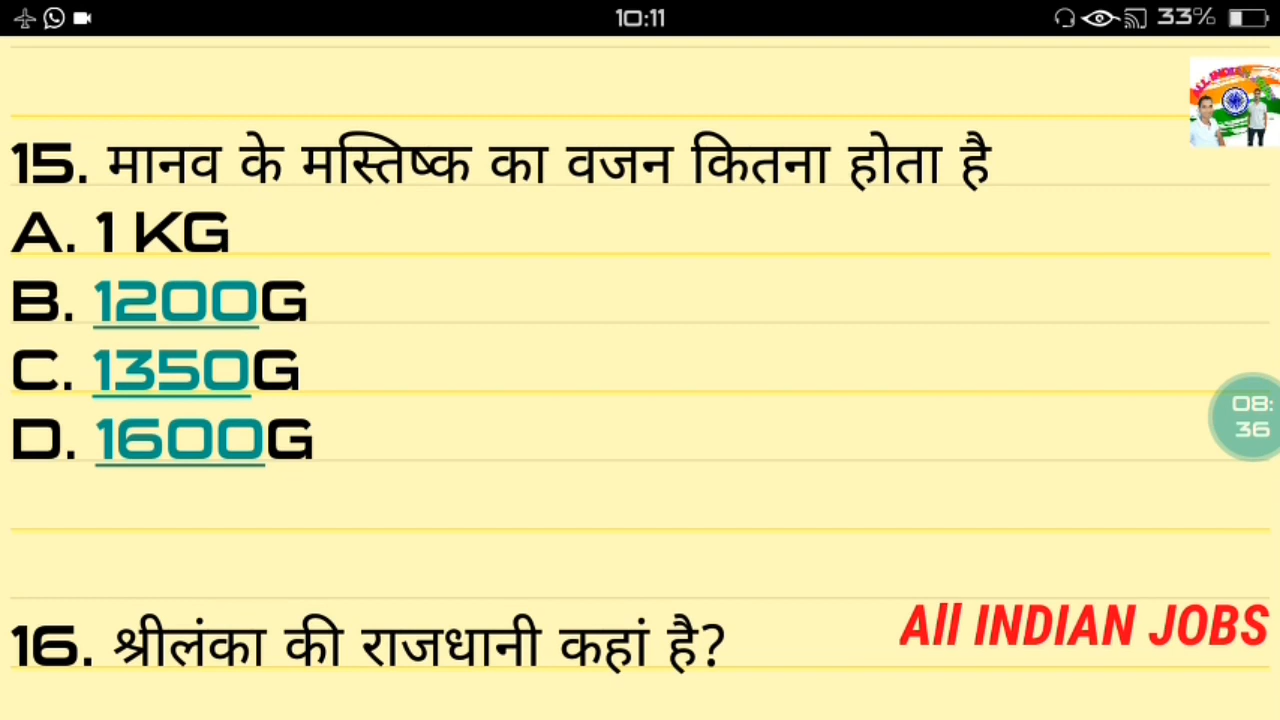 10:11
33%
15. मानव के मस्तिष्क का वजन कितना होता है
A. 1 KG
B. 1200G
C. 1350G
D. 1600G
08:
36
16. श्रीलंका की राजधानी कहां है?
All INDIAN JOBS